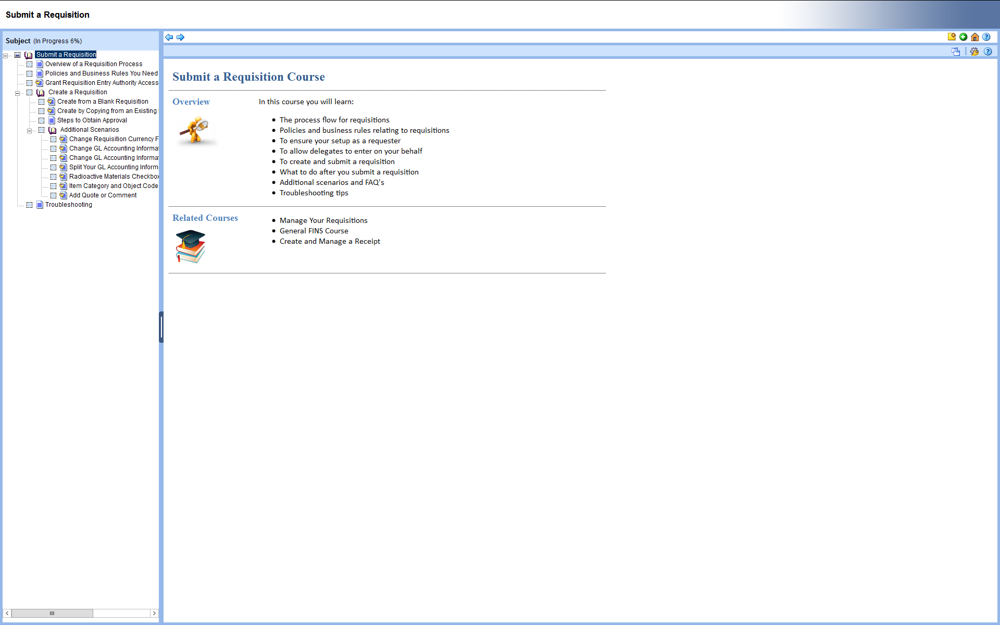 Submit a Requisition
Subject (In Progress 6%)
Submit a Requisition
Overview of a Requisition Process
Policies and Business Rules You Need
Grant Requisition Entry Authority Access
Create a Requisition
Create from a Blank Requisition
Create by Copying from an Existing
Steps to Obtain Approval
Additional Scenarios
Change Requisition Currency F
Change GL Accounting Informat
Change GL Accounting Informat
Split Your GL Accounting Inform
Radioactive Materials Checkbox
Item Category and Object Code
Add Quote or Comment
Troubleshooting
Submit a Requisition Course
Overview
In this course you will learn:
• The process flow for requisitions
• Policies and business rules relating to requisitions
• To ensure your setup as a requester
• To allow delegates to enter on your behalf
• To create and submit a requisition
• What to do after you submit a requisition
• Additional scenarios and FAQ's
• Troubleshooting tips
Related Courses
• Manage Your Requisitions
• General FINS Course
• Create and Manage a Receipt